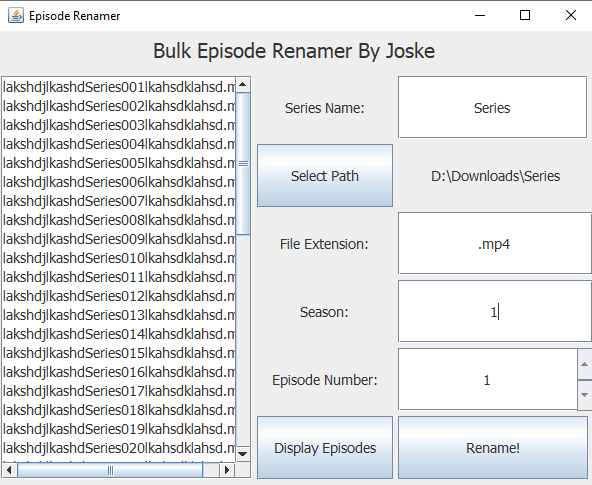 Episode Renamer
Bulk Episode Renamer By Joske
lakshdjlkashdSeries001lkahsdklahsd.m
lakshdjlkashdSeries002lkahsdklahsd.m
lakshdjlkashdSeries003lkahsdklahsd.m
lakshdjlkashdSeries004lkahsdklahsd.m
lakshdjlkashdSeries005lkahsdklahsd.m
lakshdjlkashdSeries006lkahsdklahsd.m
lakshdjlkashdSeries007lkahsdklahsd.m
lakshdjlkashdSeries008lkahsdklahsd.m
lakshdjlkashdSeries009lkahsdklahsd.m
lakshdjlkashdSeries010lkahsdklahsd.m
lakshdjlkashdSeries011lkahsdklahsd.m
lakshdjlkashdSeries012lkahsdklahsd.m
lakshdjlkashdSeries013lkahsdklahsd.m
lakshdjlkashdSeries014lkahsdklahsd.m
lakshdjlkashdSeries015lkahsdklahsd.m
lakshdjlkashdSeries016lkahsdklahsd.m
lakshdjlkashdSeries017lkahsdklahsd.m
lakshdjlkashdSeries018lkahsdklahsd.m
lakshdjlkashdSeries019lkahsdklahsd.m
lakshdjlkashdSeries020lkahsdklahsd.m
Series Name: Series
Select Path D:\Downloads\Series
File Extension: .mp4
Season: 1
Episode Number: 1
Display Episodes Rename!